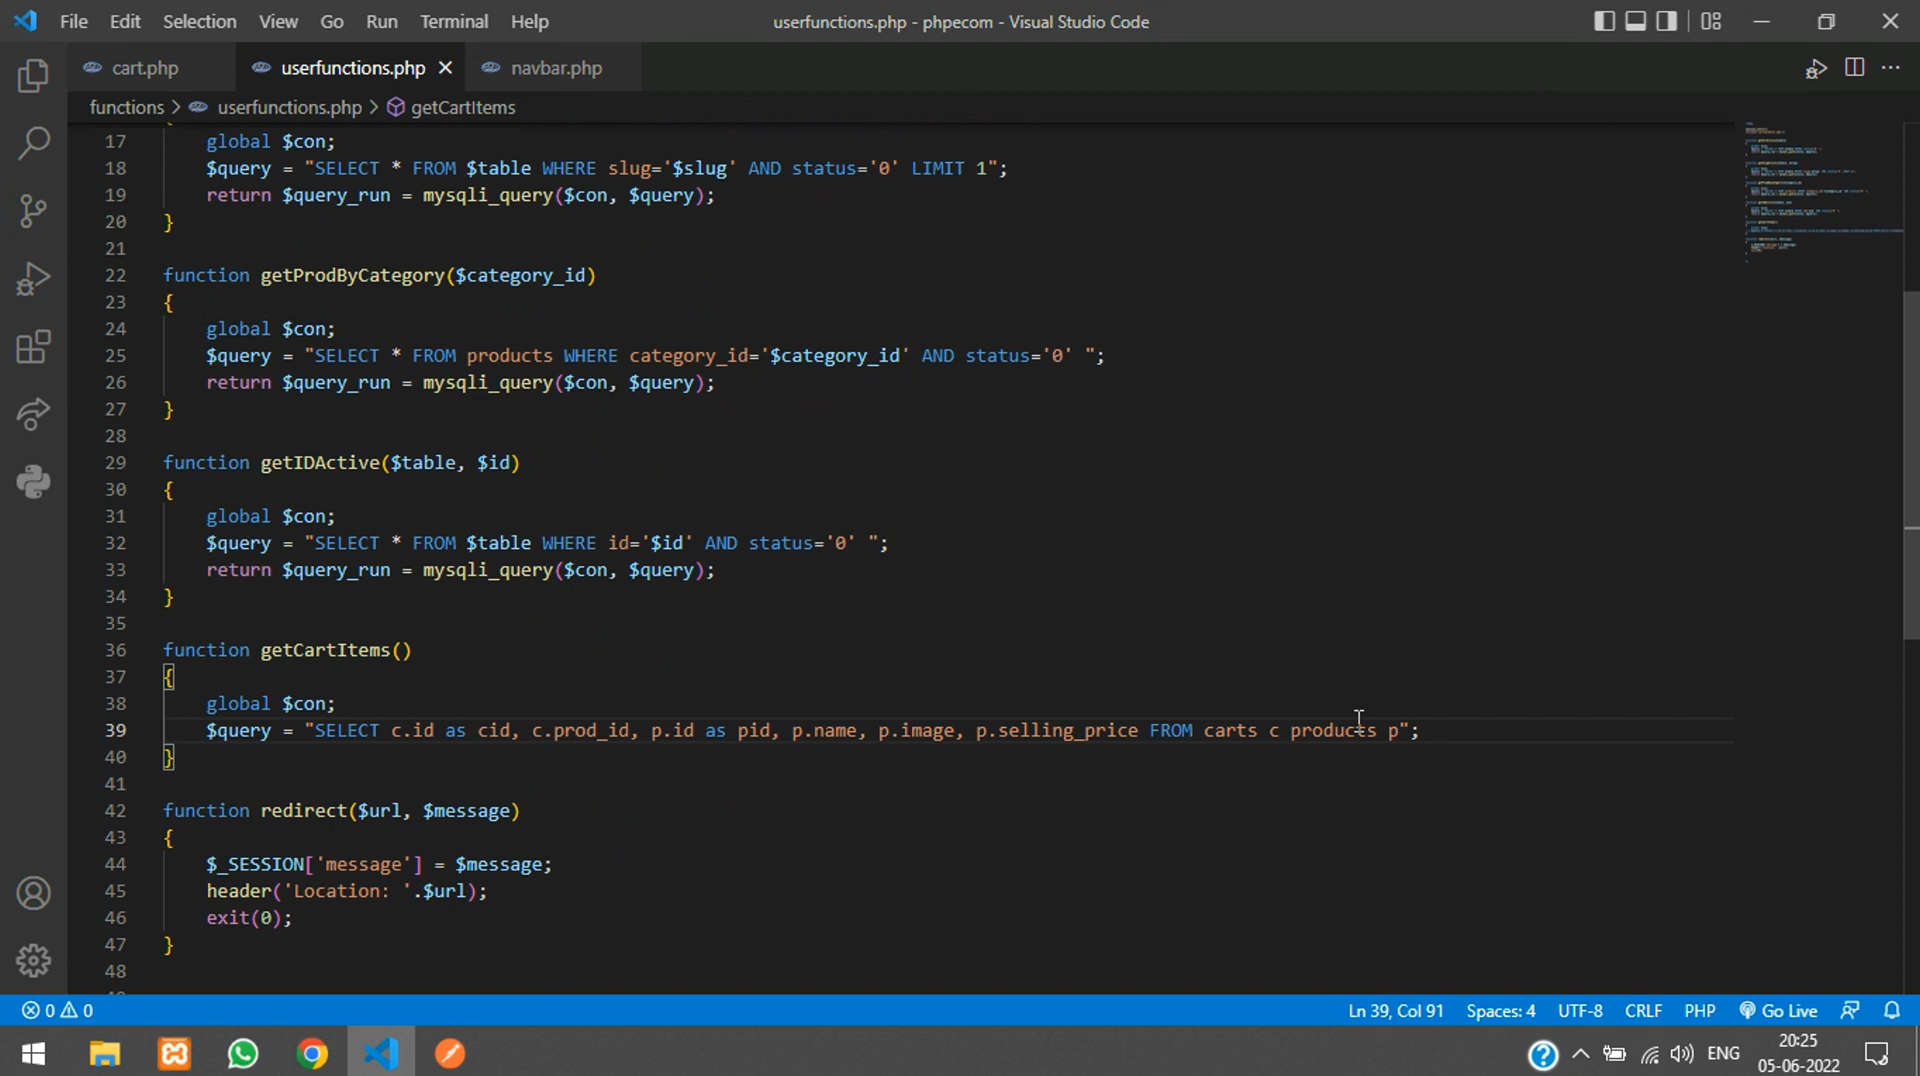 File Edit Selection View Go Run Terminal Help userfunctions.php - phpecom - Visual Studio Code
cart.php userfunctions.php navbar.php
functions > userfunctions.php > getCartItems
17 global $con;
18 $query = "SELECT * FROM $table WHERE slug='$slug' AND status='0' LIMIT 1";
19 return $query_run = mysqli_query($con, $query);
20 }
21
22 function getProdByCategory($category_id)
23 {
24 global $con;
25 $query = "SELECT * FROM products WHERE category_id='$category_id' AND status='0' ";
26 return $query_run = mysqli_query($con, $query);
27 }
28
29 function getIDActive($table, $id)
30 {
31 global $con;
32 $query = "SELECT * FROM $table WHERE id='$id' AND status='0' ";
33 return $query_run = mysqli_query($con, $query);
34 }
35
36 function getCartItems()
37 {
38 global $con;
39 $query = "SELECT c.id as cid, c.prod_id, p.id as pid, p.name, p.image, p.selling_price FROM carts c products p";
40 }
41
42 function redirect($url, $message)
43 {
44 $_SESSION['message'] = $message;
45 header('Location: '.$url);
46 exit(0);
47 }
48
0 0 Ln 39, Col 91 Spaces: 4 UTF-8 CRLF PHP Go Live
ENG 20:25
05-06-2022